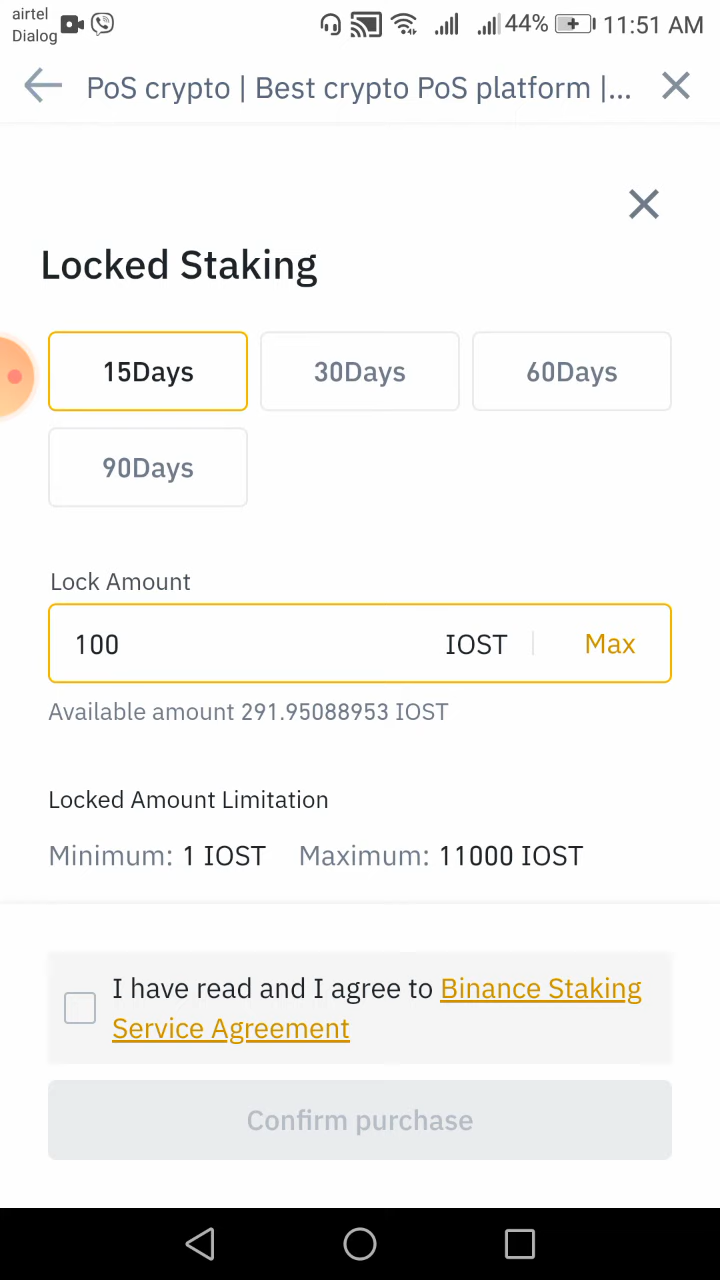 airtel
Dialog
44% 11:51 AM
PoS crypto | Best crypto PoS platform |...
Locked Staking
15Days 30Days 60Days
90Days
Lock Amount
100 IOST Max
Available amount 291.95088953 IOST
Locked Amount Limitation
Minimum: 1 IOST Maximum: 11000 IOST
I have read and I agree to Binance Staking
Service Agreement
Confirm purchase